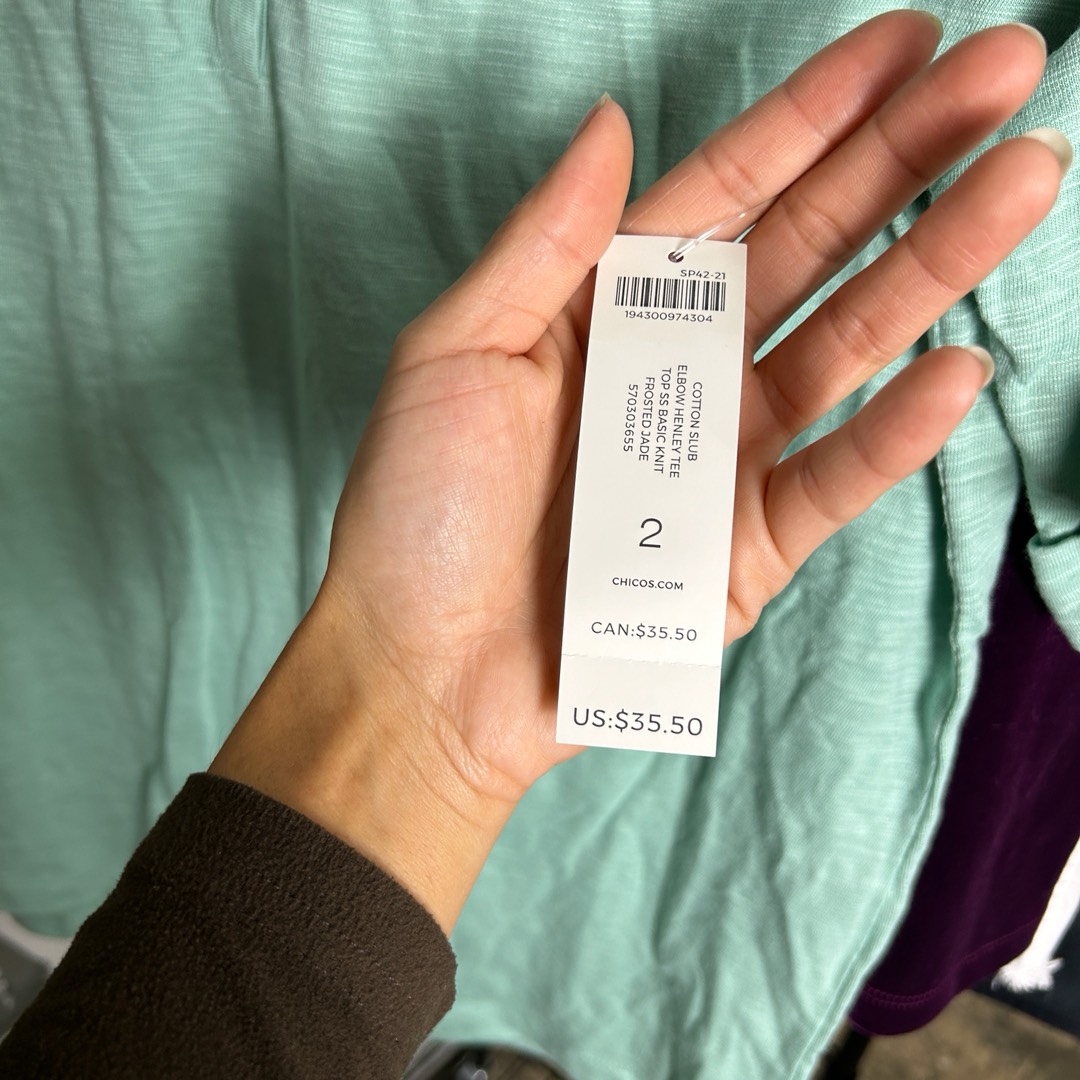 SP42-21
194300974304
COTTON SLUB
ELBOW HENLEY TEE
TOP SS BASIC KNIT
FROSTED JADE
570303655
2
CHICOS.COM
CAN:$35.50
US:$35.50